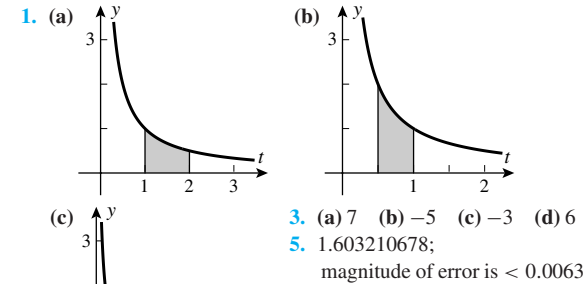 1. (a)
y
3
1 2 3
t
(b)
y
3
1 2
t
(c)
y
3
3. (a) 7 (b) −5 (c) −3 (d) 6
5. 1.603210678;
magnitude of error is < 0.0063